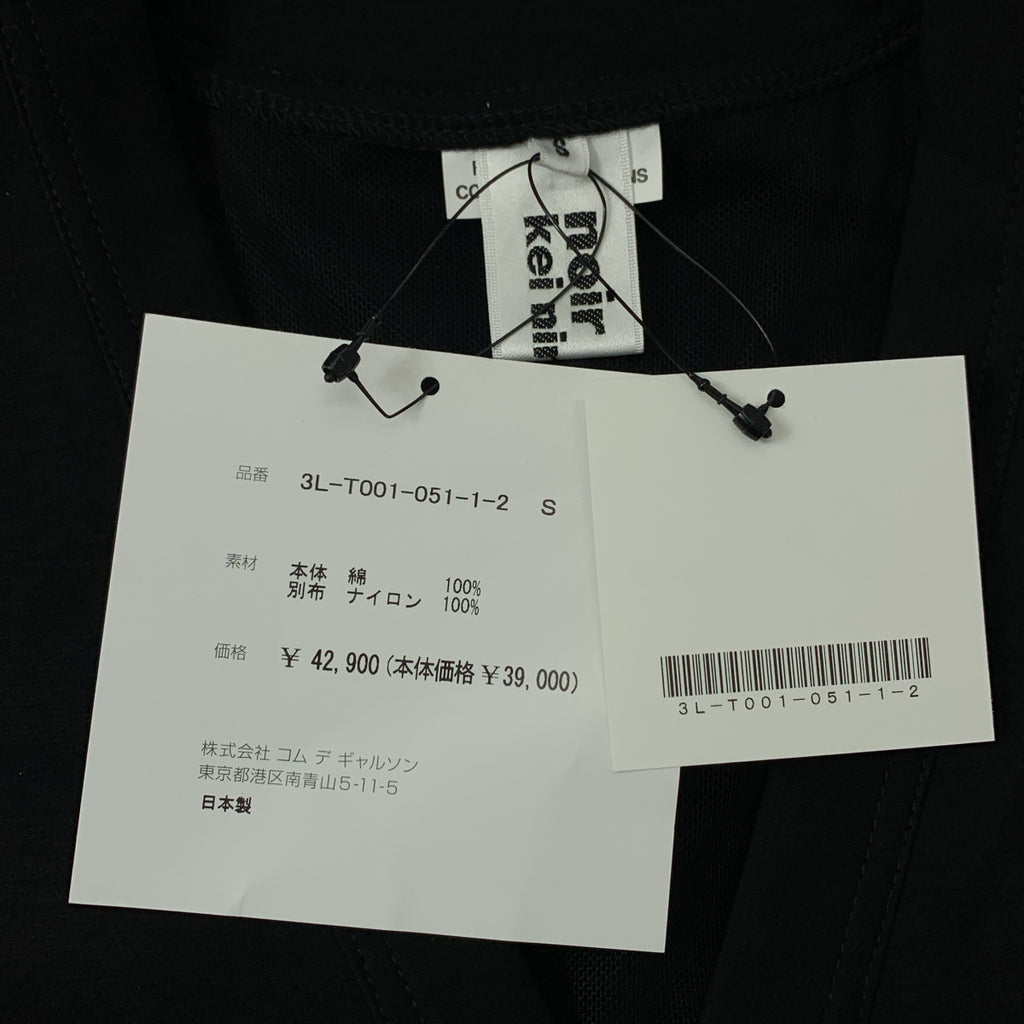 noir
kei nin
品番 3L-T001-051-1-2 S
素材 本体 綿 100%
別布 ナイロン 100%
価格 ¥ 42,900(本体価格¥39,000)
株式会社 コム デ ギャルソン
東京都港区南青山5-11-5
日本製
3L-T001-051-1-2